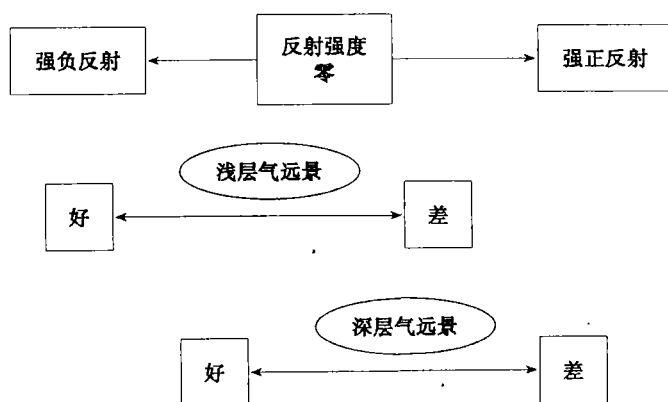 强负反射
反射强度
零
强正反射
浅层气远景
好
差
深层气远景
好
差